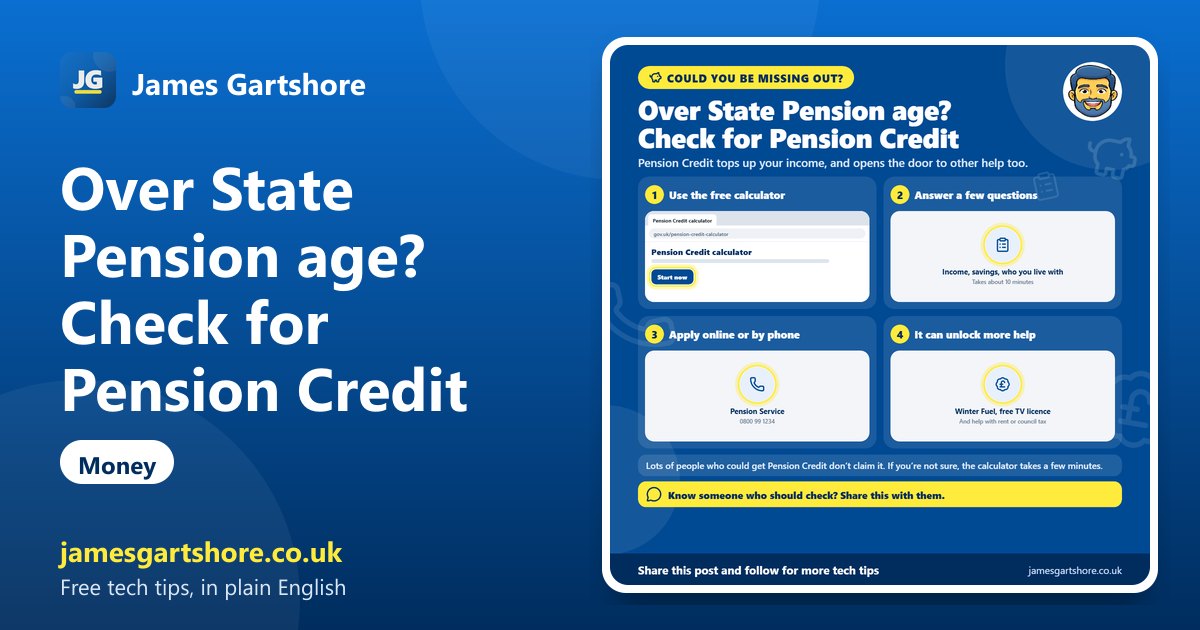 JG
James Gartshore
Over State
Pension age?
Check for
Pension Credit
Money
jamesgartshore.co.uk
Free tech tips, in plain English
COULD YOU BE MISSING OUT?
Over State Pension age?
Check for Pension Credit
Pension Credit tops up your income, and opens the door to other help too.
1 Use the free calculator
Pension Credit calculator
gov.uk/pension-credit-calculator
Pension Credit calculator
Start now
2 Answer a few questions
Income, savings, who you live with
Takes about 10 minutes
3 Apply online or by phone
Pension Service
0800 99 1234
4 It can unlock more help
£
Winter Fuel, free TV licence
And help with rent or council tax
Lots of people who could get Pension Credit don't claim it. If you're not sure, the calculator takes a few minutes.
Know someone who should check? Share this with them.
Share this post and follow for more tech tips
jamesgartshore.co.uk